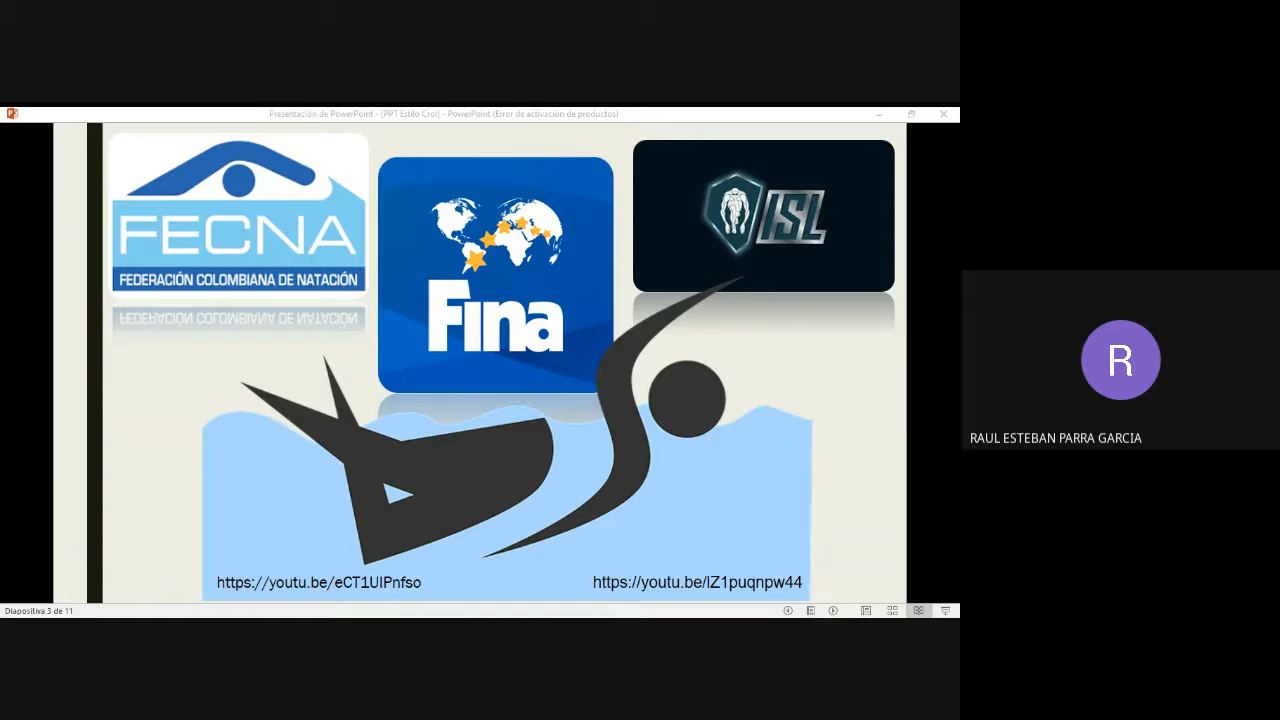 Presentación de PowerPoint - [PPT Estilo Crol] - PowerPoint (Error de activación de productos)
FECNA
FEDERACIÓN COLOMBIANA DE NATACIÓN
Fina
ISL
https://youtu.be/eCT1UIPnfso
https://youtu.be/lZ1puqnpw44
Diapositiva 3 de 11
R
RAUL ESTEBAN PARRA GARCIA